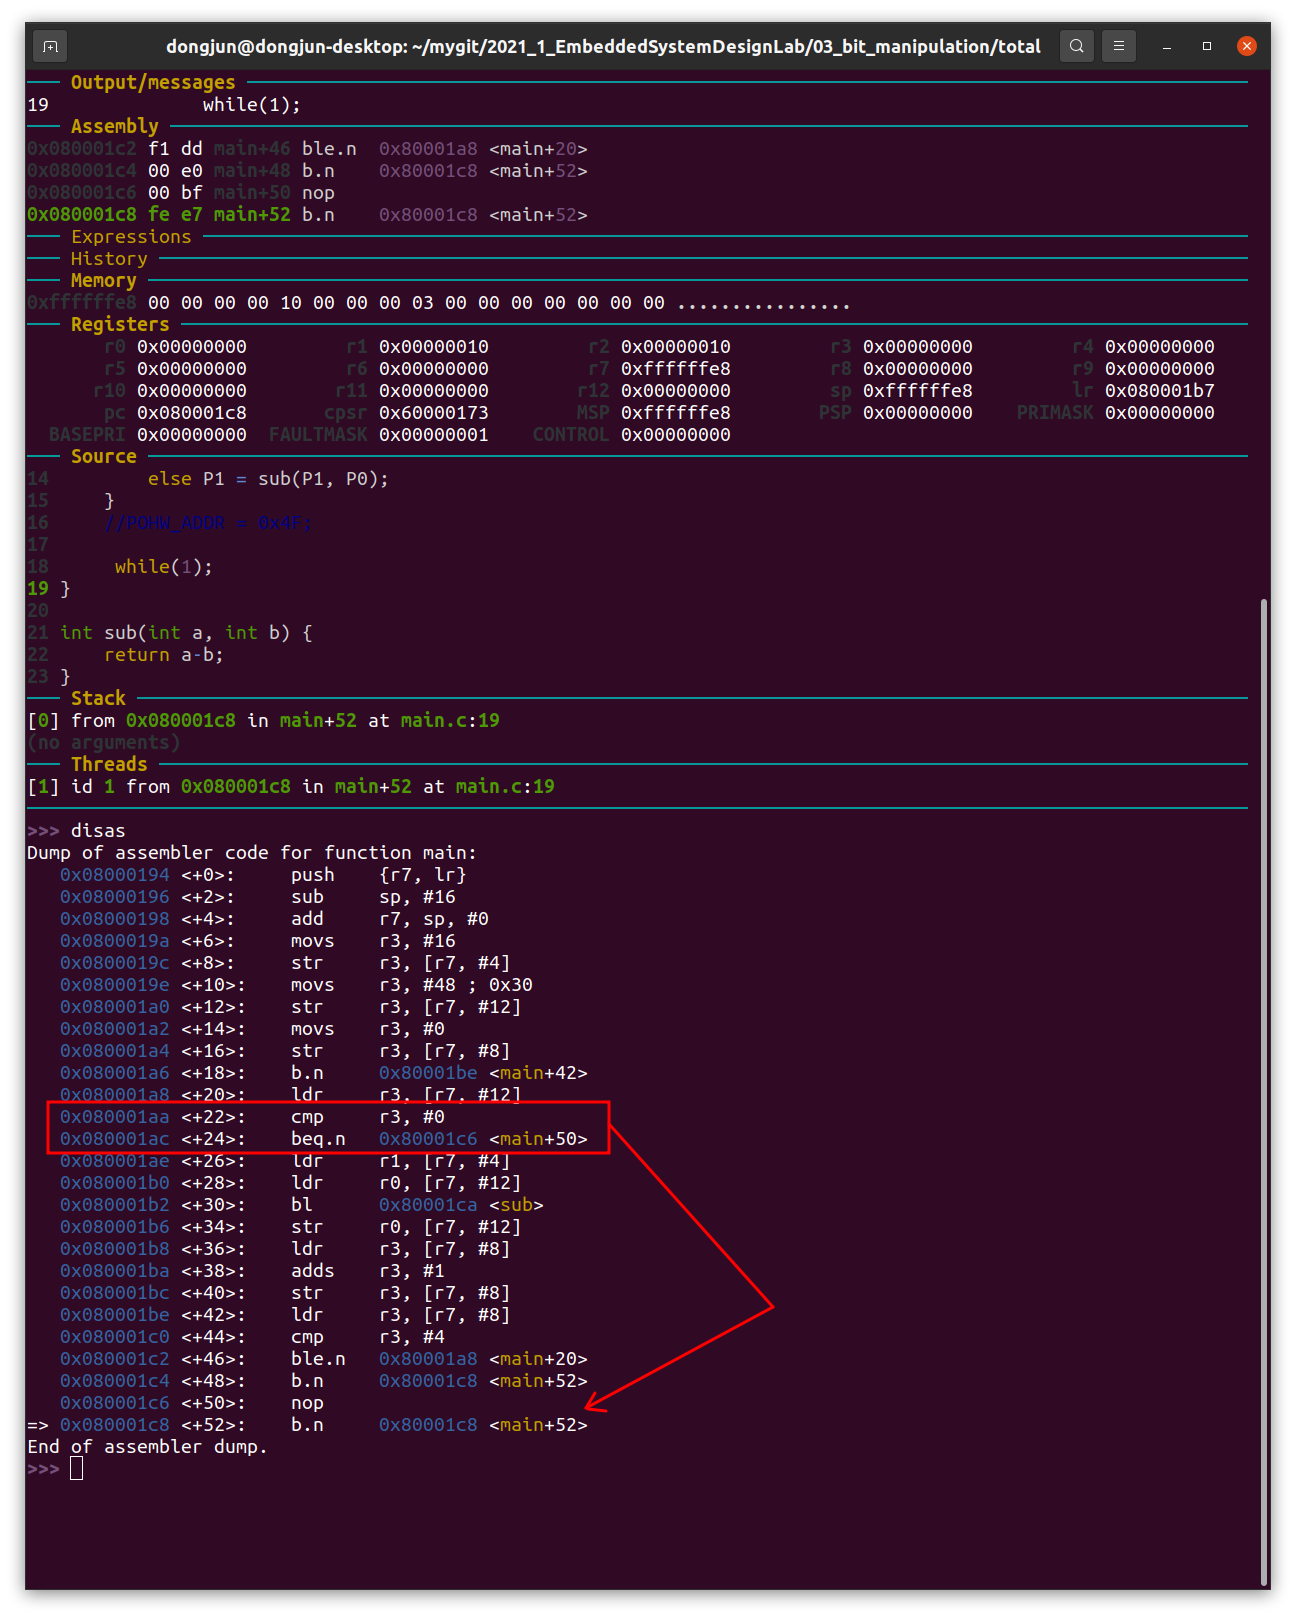 dongjun@dongjun-desktop: ~/mygit/2021_1_EmbeddedSystemDesignLab/03_bit_manipulation/total
Output/messages
19              while(1);
Assembly
0x080001c2 f1 dd main+46 ble.n  0x80001a8 <main+20>
0x080001c4 00 e0 main+48 b.n    0x80001c8 <main+52>
0x080001c6 00 bf main+50 nop
0x080001c8 fe e7 main+52 b.n    0x80001c8 <main+52>
Expressions
History
Memory
0xffffffe8 00 00 00 00 10 00 00 00 03 00 00 00 00 00 00 00 ................
Registers
r0 0x00000000 r1 0x00000010 r2 0x00000010 r3 0x00000000 r4 0x00000000
r5 0x00000000 r6 0x00000000 r7 0xffffffe8 r8 0x00000000 r9 0x00000000
r10 0x00000000 r11 0x00000000 r12 0x00000000 sp 0xffffffe8 lr 0x080001b7
pc 0x080001c8 cpsr 0x60000173 MSP 0xffffffe8 PSP 0x00000000 PRIMASK 0x00000000
BASEPRI 0x00000000 FAULTMASK 0x00000001 CONTROL 0x00000000
Source
14         else P1 = sub(P1, P0);
15     }
16     //POHW_ADDR = 0x4F;
17
18      while(1);
19 }
20
21 int sub(int a, int b) {
22     return a-b;
23 }
Stack
[0] from 0x080001c8 in main+52 at main.c:19
(no arguments)
Threads
[1] id 1 from 0x080001c8 in main+52 at main.c:19
>>> disas
Dump of assembler code for function main:
0x08000194 <+0>:     push    {r7, lr}
0x08000196 <+2>:     sub     sp, #16
0x08000198 <+4>:     add     r7, sp, #0
0x0800019a <+6>:     movs    r3, #16
0x0800019c <+8>:     str     r3, [r7, #4]
0x0800019e <+10>:    movs    r3, #48 ; 0x30
0x080001a0 <+12>:    str     r3, [r7, #12]
0x080001a2 <+14>:    movs    r3, #0
0x080001a4 <+16>:    str     r3, [r7, #8]
0x080001a6 <+18>:    b.n     0x80001be <main+42>
0x080001a8 <+20>:    ldr     r3, [r7, #12]
0x080001aa <+22>:    cmp     r3, #0
0x080001ac <+24>:    beq.n   0x80001c6 <main+50>
0x080001ae <+26>:    ldr     r1, [r7, #4]
0x080001b0 <+28>:    ldr     r0, [r7, #12]
0x080001b2 <+30>:    bl      0x80001ca <sub>
0x080001b6 <+34>:    str     r0, [r7, #12]
0x080001b8 <+36>:    ldr     r3, [r7, #8]
0x080001ba <+38>:    adds    r3, #1
0x080001bc <+40>:    str     r3, [r7, #8]
0x080001be <+42>:    ldr     r3, [r7, #8]
0x080001c0 <+44>:    cmp     r3, #4
0x080001c2 <+46>:    ble.n   0x80001a8 <main+20>
0x080001c4 <+48>:    b.n     0x80001c8 <main+52>
0x080001c6 <+50>:    nop
=> 0x080001c8 <+52>:    b.n     0x80001c8 <main+52>
End of assembler dump.
>>>